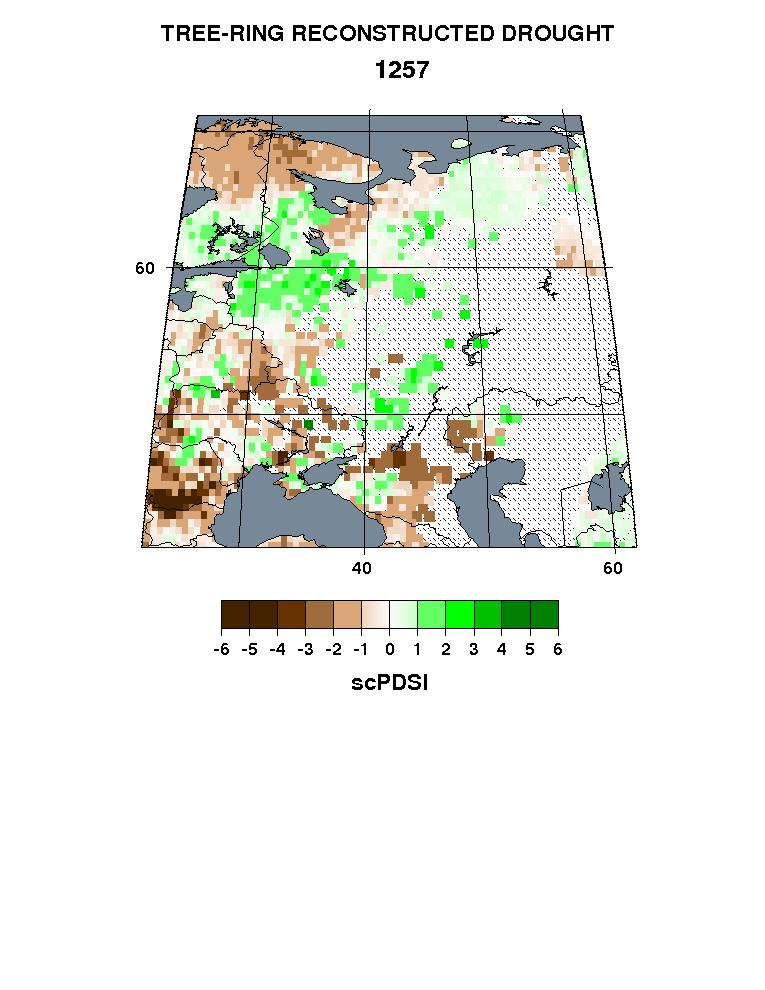 TREE-RING RECONSTRUCTED DROUGHT
1257
60
40 60
-6 -5 -4 -3 -2 -1 0 1 2 3 4 5 6
scPDSI